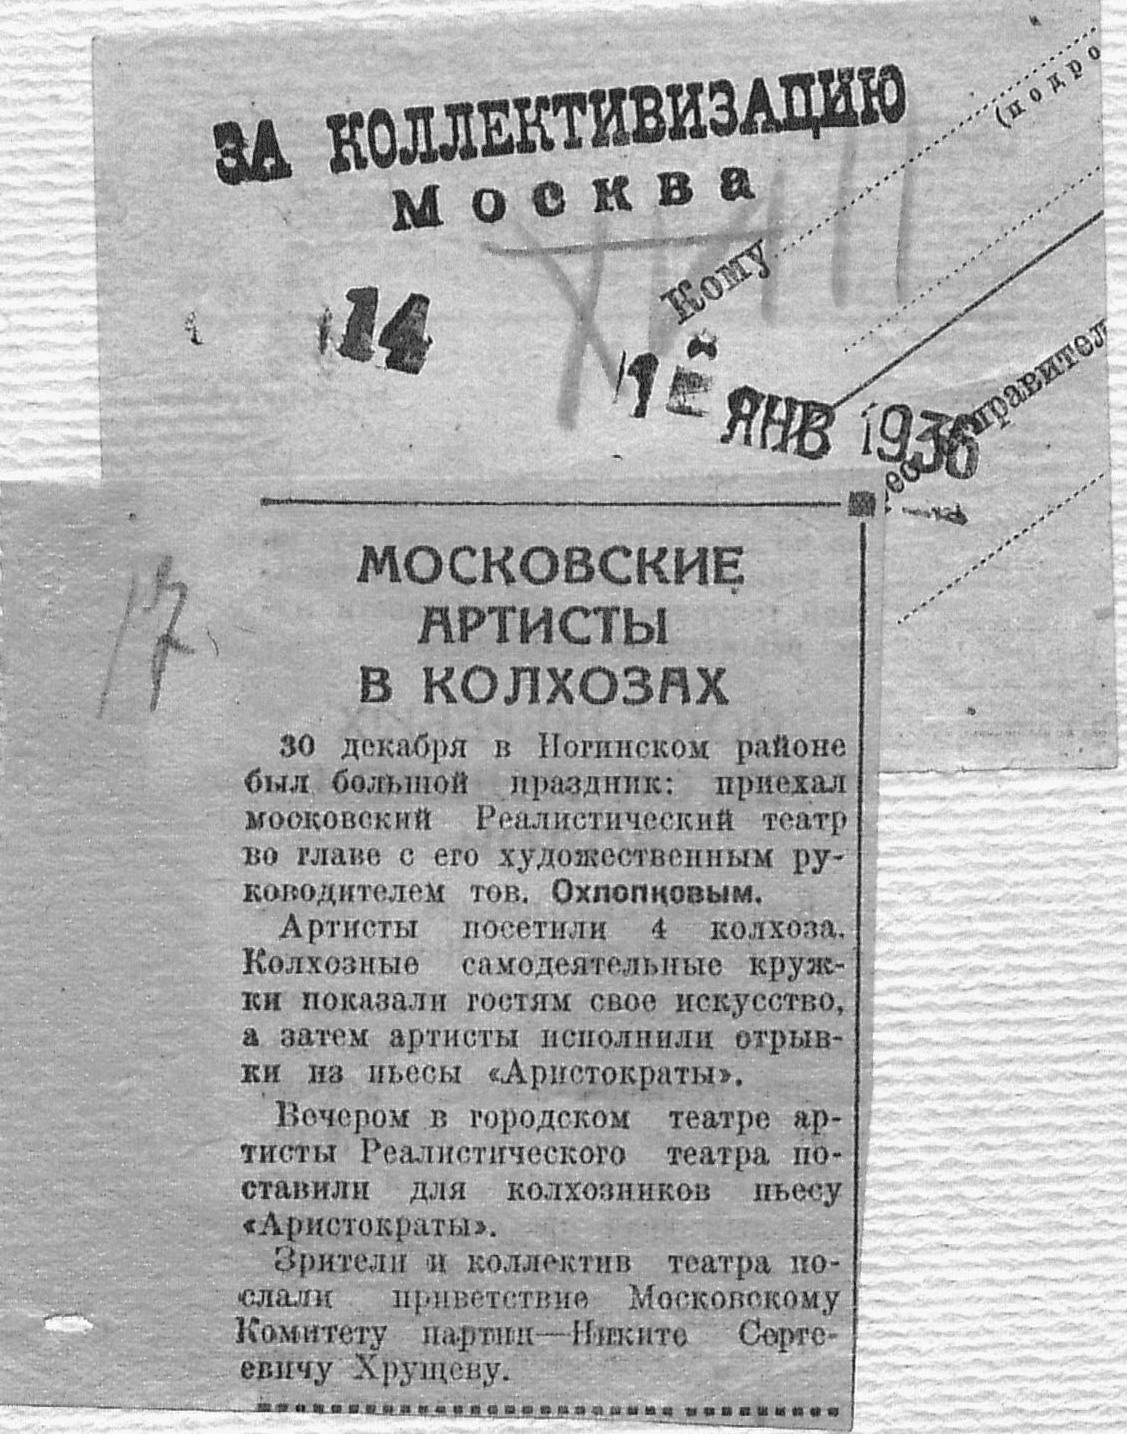 (подро
ЗА КОЛЛЕКТИВИЗАЦИЮ
Москва
Кому
14
ЯНВ 1936
правител
17
МОСКОВСКИЕ
АРТИСТЫ
В КОЛХОЗАХ
30 декабря в Ногинском районе
был большой праздник: приехал
московский Реалистический театр
во главе с его художественным ру-
ководителем тов. Охлопковым.
Артисты посетили 4 колхоза.
Колхозные самодеятельные круж-
ки показали гостям свое искусство,
а затем артисты исполнили отрыв-
ки из пьесы «Аристократы».
Вечером в городском театре ар-
тисты Реалистического театра по-
ставили для колхозников пьесу
«Аристократы».
Зрители и коллектив театра по-
слали приветствие Московскому
Комитету партии—Никите Серге-
евичу Хрущеву.